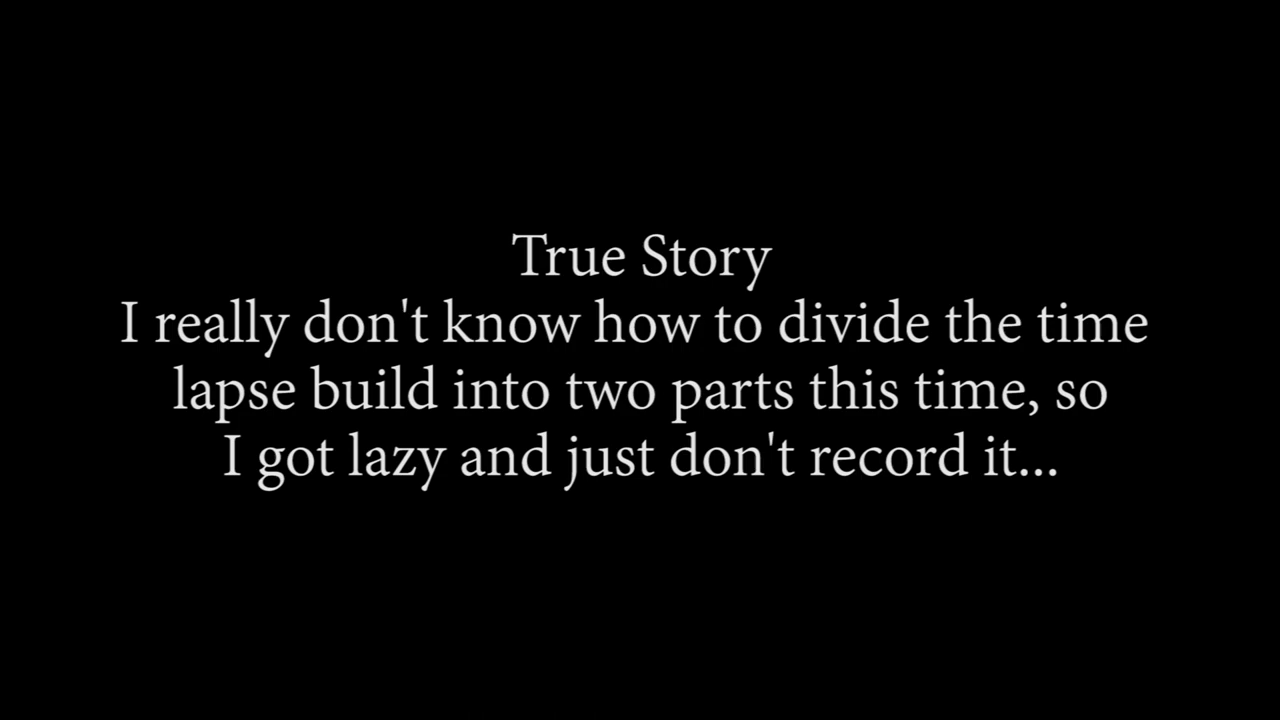 True Story
I really don't know how to divide the time
lapse build into two parts this time, so
I got lazy and just don't record it...